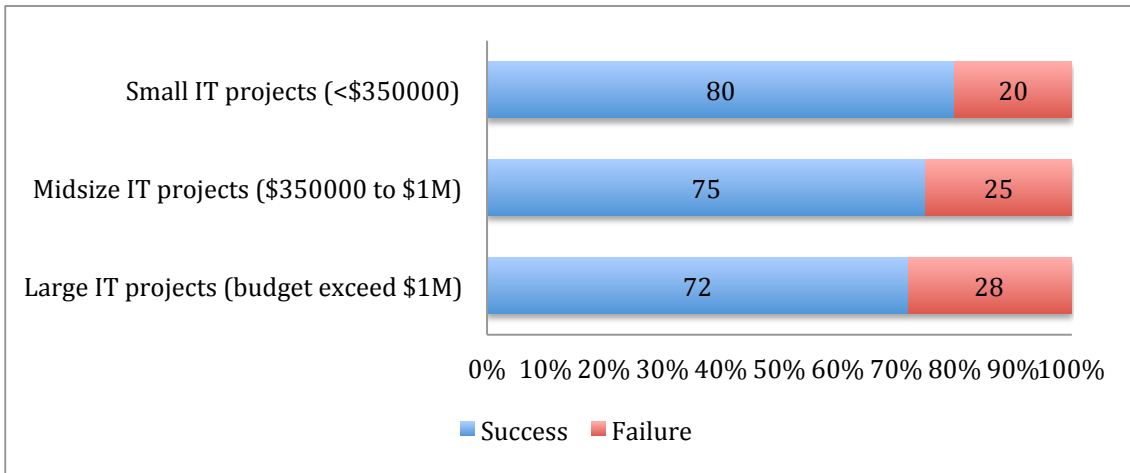 Small IT projects (<$350000)
80
20
Midsize IT projects ($350000 to $1M)
75
25
Large IT projects (budget exceed $1M)
72
28
0% 10% 20% 30% 40% 50% 60% 70% 80% 90% 100%
Success Failure